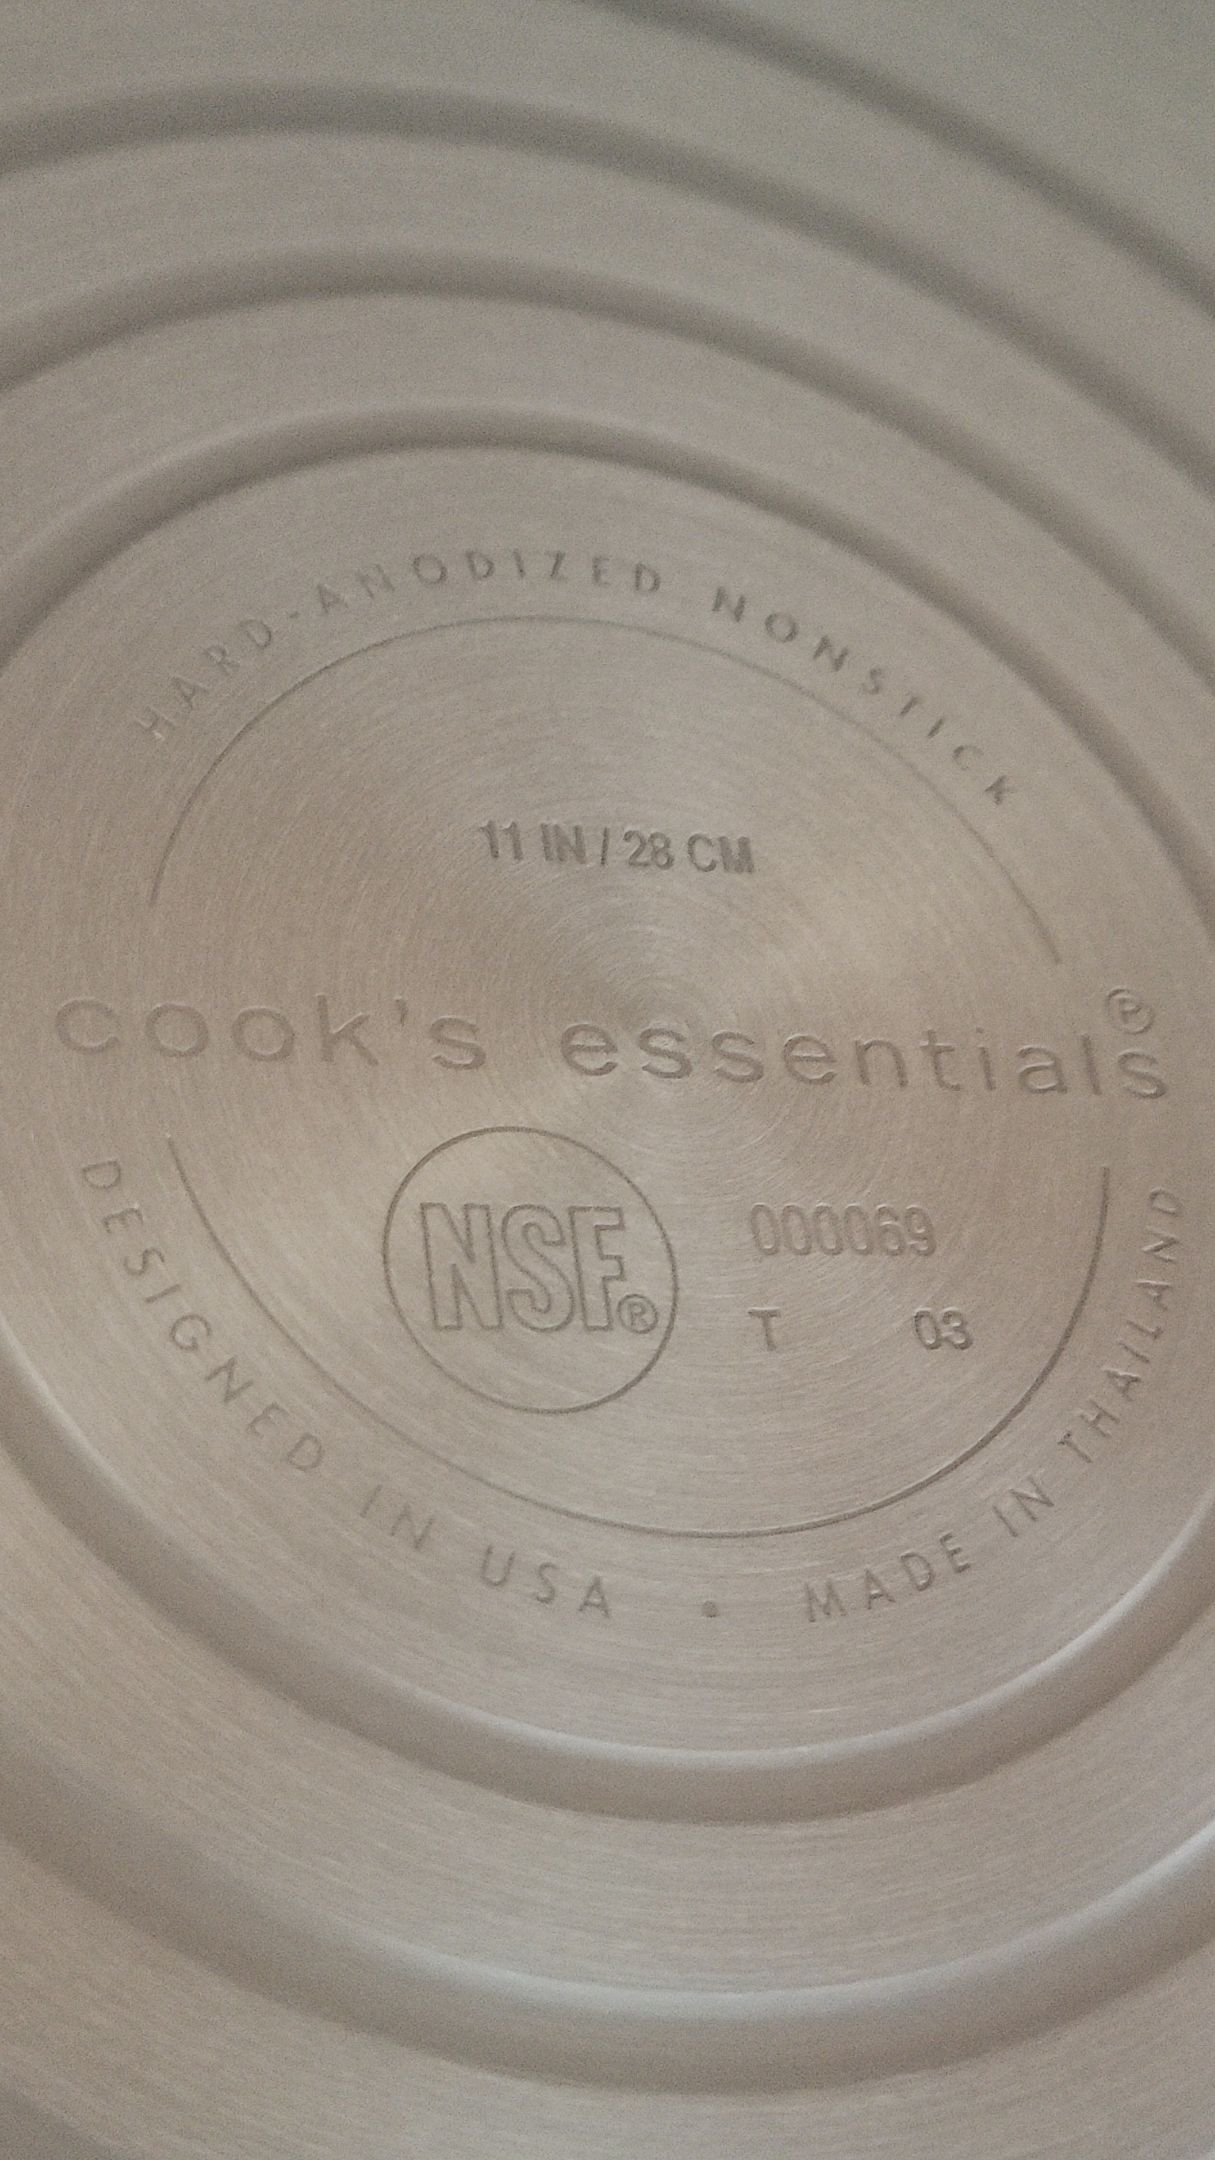 HARD-ANODIZED NONSTICK
11 IN / 28 CM
cook's essentials®
NSF®
000069
T 03
DESIGNED IN USA • MADE IN THAILAND